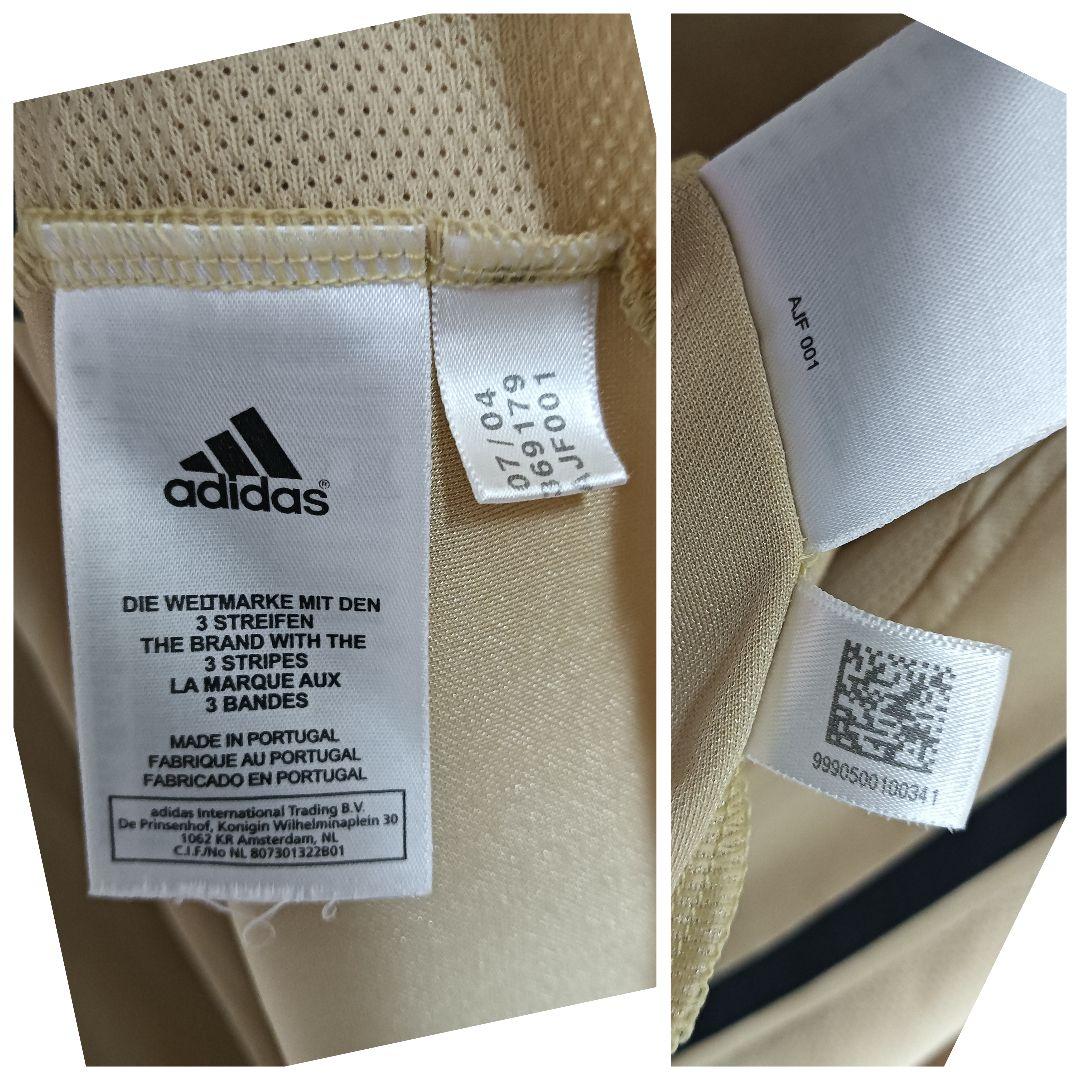 adidas®
DIE WELTMARKE MIT DEN
3 STREIFEN
THE BRAND WITH THE
3 STRIPES
LA MARQUE AUX
3 BANDES
MADE IN PORTUGAL
FABRIQUE AU PORTUGAL
FABRICADO EN PORTUGAL
adidas International Trading B.V.
De Prinsenhof, Konigin Wilhelminaplein 30
1062 KR Amsterdam, NL
C.I.F./No NL 807301322B01
07/04
369179
AJF001
AJF 001
9990500100341